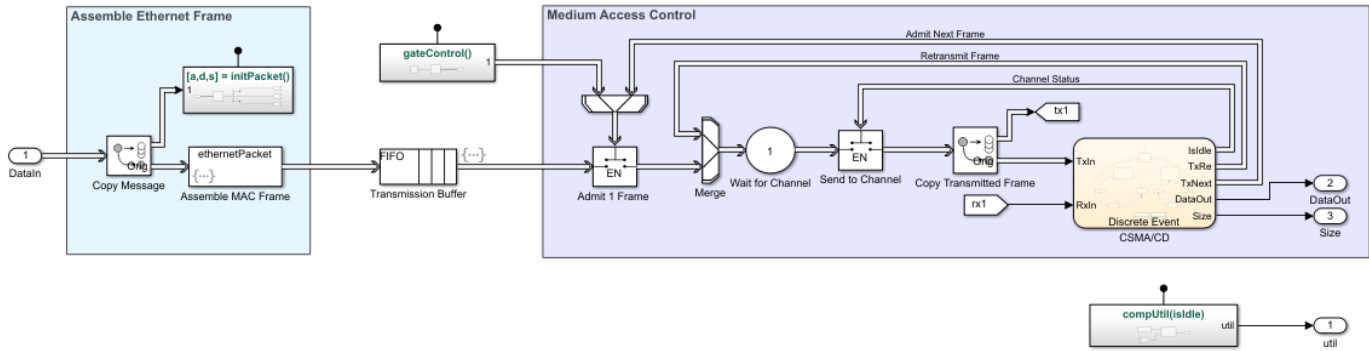 Assemble Ethernet Frame
[a,d,s] = initPacket()
1
1
DataIn
Orig
Copy Message
ethernetPacket
{...}
Assemble MAC Frame
gateControl()
1
FIFO
{...}
Transmission Buffer
Medium Access Control
Admit Next Frame
Retransmit Frame
Channel Status
EN
Admit 1 Frame
Merge
1
Wait for Channel
EN
Send to Channel
tx1
Orig
Copy Transmitted Frame
rx1
TxIn
RxIn
IsIdle
TxRe
TxNext
DataOut
Size
Discrete Event
CSMA/CD
2
DataOut
3
Size
compUtil(isIdle)
util
1
util